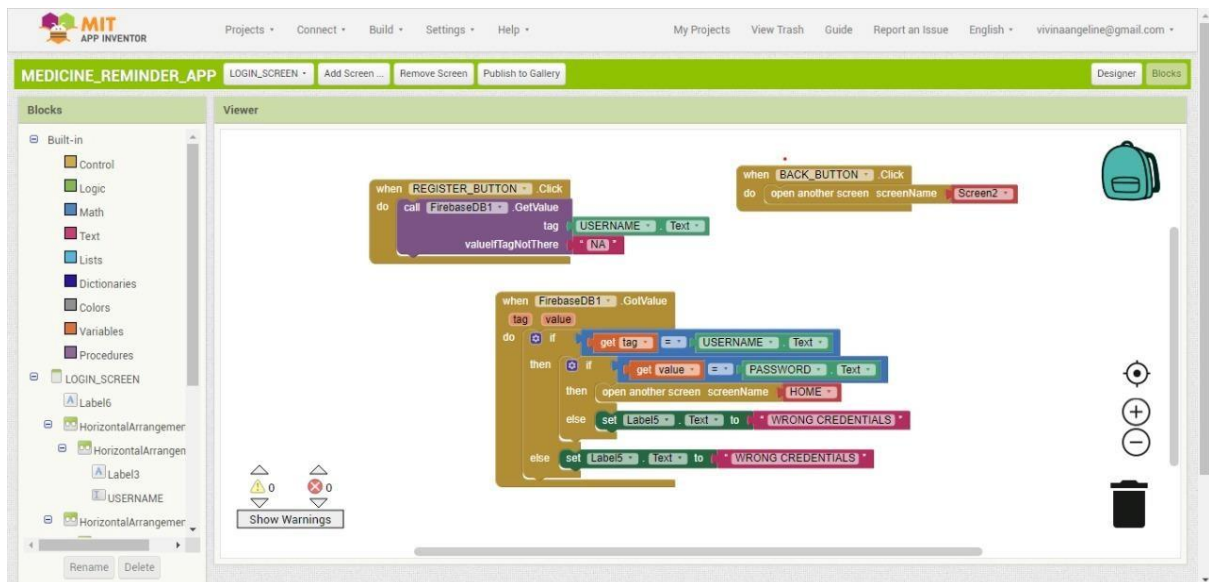 MIT
APP INVENTOR
Projects Connect Build Settings Help My Projects View Trash Guide Report an Issue English vivinaangeline@gmail.com
MEDICINE_REMINDER_APP LOGIN_SCREEN Add Screen ... Remove Screen Publish to Gallery Designer Blocks
Blocks
Viewer
Built-in
Control
Logic
Math
Text
Lists
Dictionaries
Colors
Variables
Procedures
LOGIN_SCREEN
Label6
HorizontalArrangemer
HorizontalArrangen
Label3
USERNAME
HorizontalArrangemer
Rename Delete
when REGISTER_BUTTON .Click
do call FirebaseDB1 .GetValue
tag USERNAME . Text
valueIfTagNotThere " NA "
when BACK_BUTTON .Click
do open another screen screenName Screen2
when FirebaseDB1 .GotValue
tag value
do if get tag = USERNAME . Text
then if get value = PASSWORD . Text
then open another screen screenName HOME
else set Label5 . Text to " WRONG CREDENTIALS "
else set Label5 . Text to " WRONG CREDENTIALS "
0 0
Show Warnings